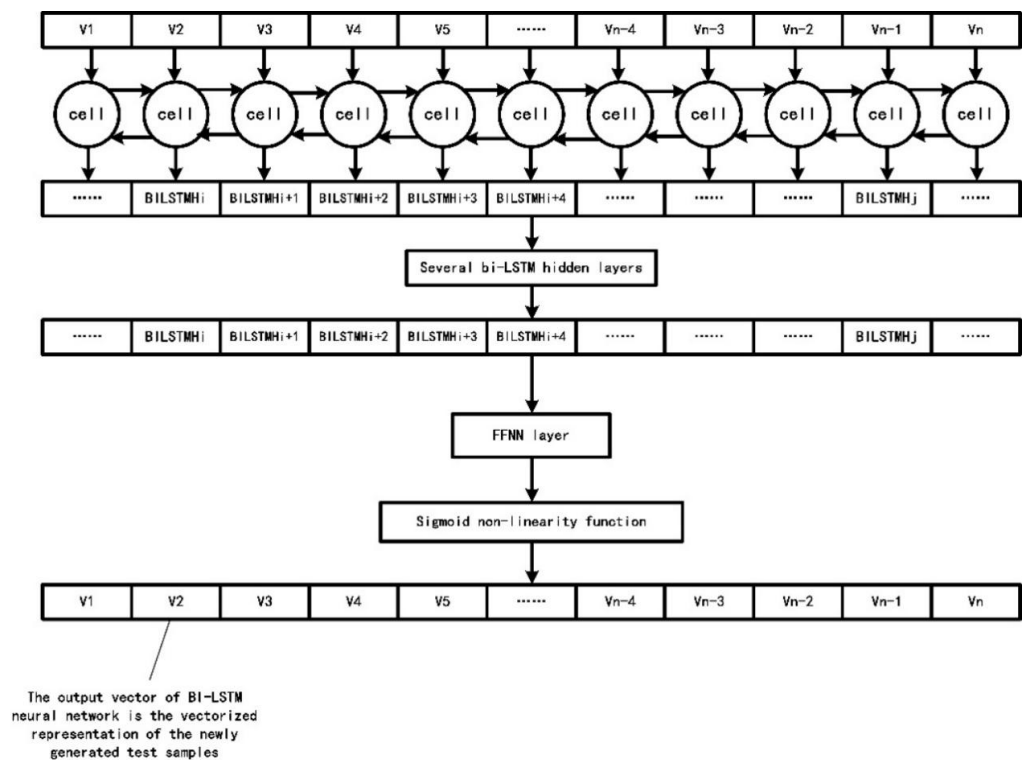 V1 V2 V3 V4 V5 ...... Vn-4 Vn-3 Vn-2 Vn-1 Vn
cell cell cell cell cell cell cell cell cell cell cell
...... BILSTMHi BILSTMHi+1 BILSTMHi+2 BILSTMHi+3 BILSTMHi+4 ...... ...... ...... BILSTMHj ......
Several bi-LSTM hidden layers
...... BILSTMHi BILSTMHi+1 BILSTMHi+2 BILSTMHi+3 BILSTMHi+4 ...... ...... ...... BILSTMHj ......
FFNN layer
Sigmoid non-linearity function
V1 V2 V3 V4 V5 ...... Vn-4 Vn-3 Vn-2 Vn-1 Vn
The output vector of BI-LSTM
neural network is the vectorized
representation of the newly
generated test samples